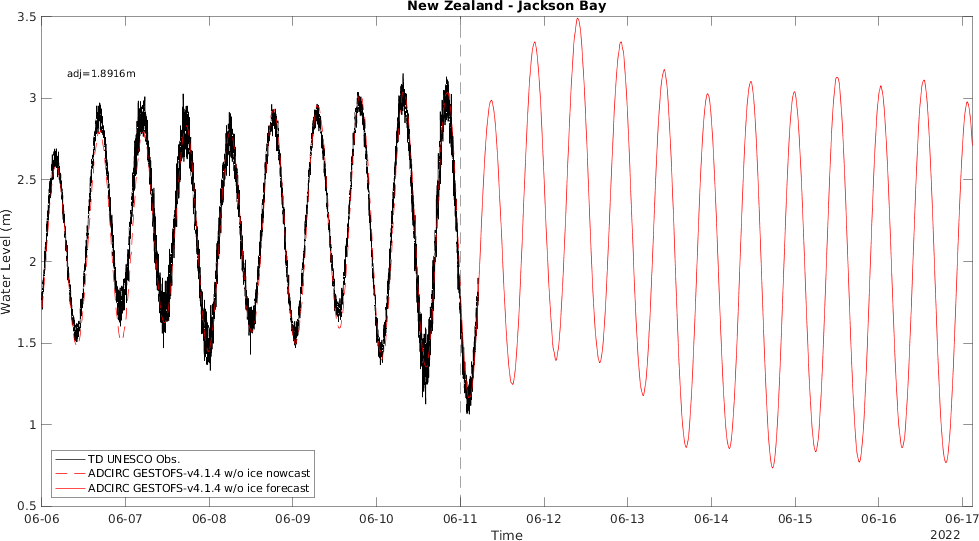 New Zealand - Jackson Bay
adj=1.8916m
3.5
3
2.5
2
1.5
1
0.5
Water Level (m)
TD UNESCO Obs.
ADCIRC GESTOFS-v4.1.4 w/o ice nowcast
ADCIRC GESTOFS-v4.1.4 w/o ice forecast
06-06 06-07 06-08 06-09 06-10 06-11 06-12 06-13 06-14 06-15 06-16 06-17
Time
2022